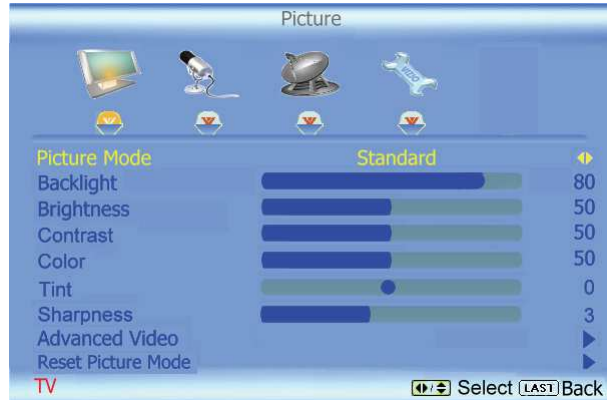 Picture
VIZIO
Picture Mode Standard
Backlight 80
Brightness 50
Contrast 50
Color 50
Tint 0
Sharpness 3
Advanced Video
Reset Picture Mode
TV Select LAST Back